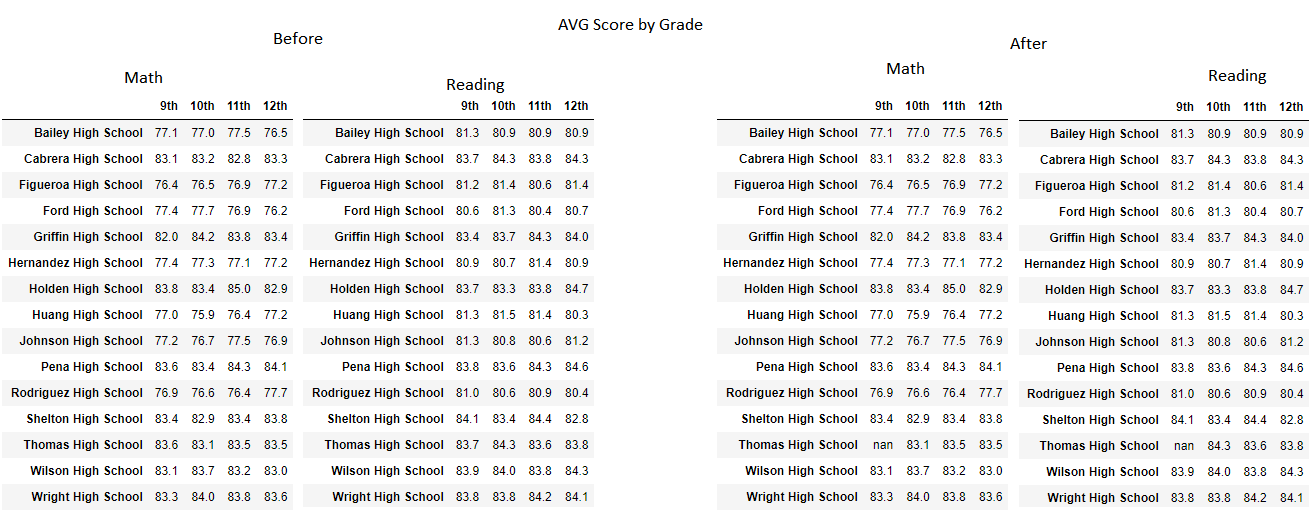 AVG Score by Grade
Before
After
Math
Reading
Math
Reading
9th 10th 11th 12th
9th 10th 11th 12th
9th 10th 11th 12th
9th 10th 11th 12th
Bailey High School 77.1 77.0 77.5 76.5 Bailey High School 81.3 80.9 80.9 80.9 Bailey High School 77.1 77.0 77.5 76.5 Bailey High School 81.3 80.9 80.9 80.9
Cabrera High School 83.1 83.2 82.8 83.3 Cabrera High School 83.7 84.3 83.8 84.3 Cabrera High School 83.1 83.2 82.8 83.3 Cabrera High School 83.7 84.3 83.8 84.3
Figueroa High School 76.4 76.5 76.9 77.2 Figueroa High School 81.2 81.4 80.6 81.4 Figueroa High School 76.4 76.5 76.9 77.2 Figueroa High School 81.2 81.4 80.6 81.4
Ford High School 77.4 77.7 76.9 76.2 Ford High School 80.6 81.3 80.4 80.7 Ford High School 77.4 77.7 76.9 76.2 Ford High School 80.6 81.3 80.4 80.7
Griffin High School 82.0 84.2 83.8 83.4 Griffin High School 83.4 83.7 84.3 84.0 Griffin High School 82.0 84.2 83.8 83.4 Griffin High School 83.4 83.7 84.3 84.0
Hernandez High School 77.4 77.3 77.1 77.2 Hernandez High School 80.9 80.7 81.4 80.9 Hernandez High School 77.4 77.3 77.1 77.2 Hernandez High School 80.9 80.7 81.4 80.9
Holden High School 83.8 83.4 85.0 82.9 Holden High School 83.7 83.3 83.8 84.7 Holden High School 83.8 83.4 85.0 82.9 Holden High School 83.7 83.3 83.8 84.7
Huang High School 77.0 75.9 76.4 77.2 Huang High School 81.3 81.5 81.4 80.3 Huang High School 77.0 75.9 76.4 77.2 Huang High School 81.3 81.5 81.4 80.3
Johnson High School 77.2 76.7 77.5 76.9 Johnson High School 81.3 80.8 80.6 81.2 Johnson High School 77.2 76.7 77.5 76.9 Johnson High School 81.3 80.8 80.6 81.2
Pena High School 83.6 83.4 84.3 84.1 Pena High School 83.8 83.6 84.3 84.6 Pena High School 83.6 83.4 84.3 84.1 Pena High School 83.8 83.6 84.3 84.6
Rodriguez High School 76.9 76.6 76.4 77.7 Rodriguez High School 81.0 80.6 80.9 80.4 Rodriguez High School 76.9 76.6 76.4 77.7 Rodriguez High School 81.0 80.6 80.9 80.4
Shelton High School 83.4 82.9 83.4 83.8 Shelton High School 84.1 83.4 84.4 82.8 Shelton High School 83.4 82.9 83.4 83.8 Shelton High School 84.1 83.4 84.4 82.8
Thomas High School 83.6 83.1 83.5 83.5 Thomas High School 83.7 84.3 83.6 83.8 Thomas High School nan 83.1 83.5 83.5 Thomas High School nan 84.3 83.6 83.8
Wilson High School 83.1 83.7 83.2 83.0 Wilson High School 83.9 84.0 83.8 84.3 Wilson High School 83.1 83.7 83.2 83.0 Wilson High School 83.9 84.0 83.8 84.3
Wright High School 83.3 84.0 83.8 83.6 Wright High School 83.8 83.8 84.2 84.1 Wright High School 83.3 84.0 83.8 83.6 Wright High School 83.8 83.8 84.2 84.1